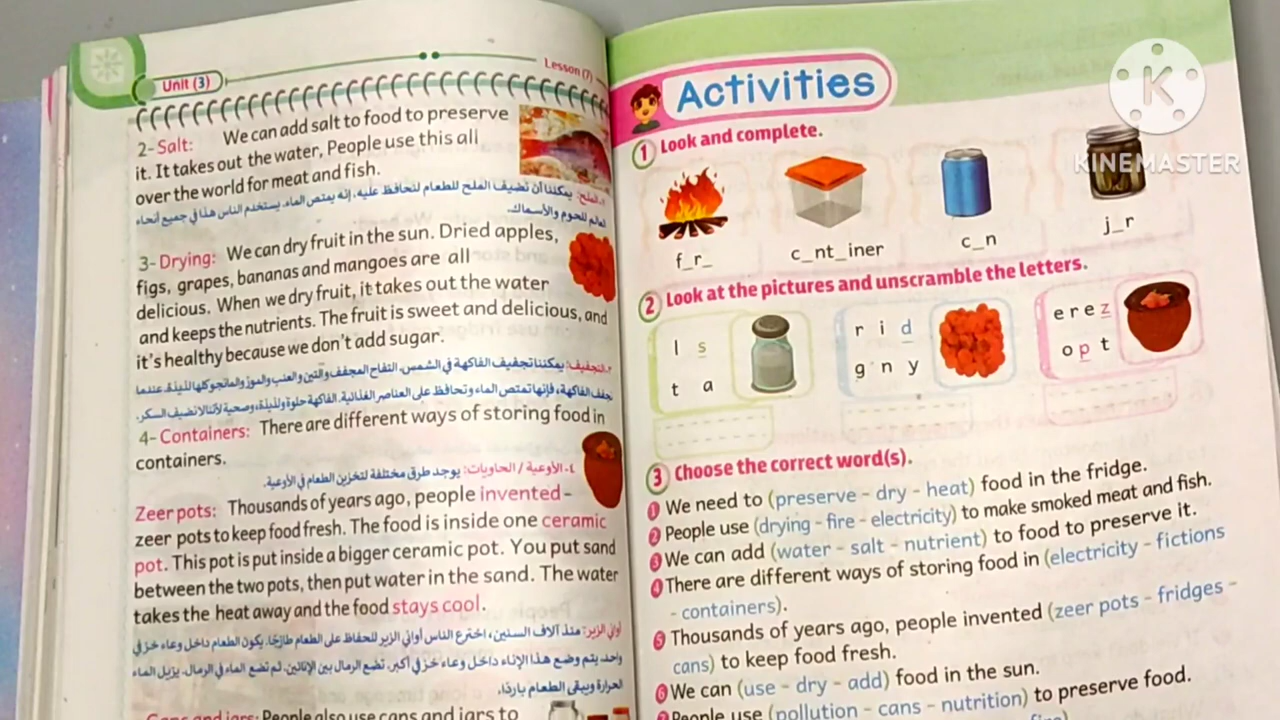 Unit (3)
Lesson (7)
2- Salt: We can add salt to food to preserve
it. It takes out the water, People use this all
over the world for meat and fish.
٢- الملح: يمكننا أن نضيف الملح للطعام لنحافظ عليه، إنه يمتص الماء. يستخدم الناس هذا في جميع أنحاء
العالم للحوم والأسماك.
3- Drying: We can dry fruit in the sun. Dried apples,
figs, grapes, bananas and mangoes are all
delicious. When we dry fruit, it takes out the water
and keeps the nutrients. The fruit is sweet and delicious, and
it's healthy because we don't add sugar.
٣- التجفيف: يمكننا تجفيف الفاكهة في الشمس. التفاح المجفف والتين والعنب والموز والمانجو كلها لذيذة. عندما
نجفف الفاكهة، فإنها تمتص الماء وتحافظ على العناصر الغذائية. الفاكهة حلوة ولذيذة، وصحية لأننا لا نضيف السكر.
4- Containers: There are different ways of storing food in
containers.
٤- الأوعية / الحاويات: يوجد طرق مختلفة لتخزين الطعام في الأوعية.
Zeer pots: Thousands of years ago, people invented -
zeer pots to keep food fresh. The food is inside one ceramic
pot. This pot is put inside a bigger ceramic pot. You put sand
between the two pots, then put water in the sand. The water
takes the heat away and the food stays cool.
أواني الزير: منذ آلاف السنين، اخترع الناس أواني الزير للحفاظ على الطعام طازجًا. يكون الطعام داخل وعاء خزفي
واحد. يتم وضع هذا الإناء داخل وعاء خزفي أكبر. تضع الرمال بين الإناثين، ثم تضع الماء في الرمال. يزيل الماء
الحرارة ويبقى الطعام باردًا.
Cans and jars: People also use cans and jars to
Activities
1 Look and complete.
f_r_
c_nt_iner
c_n
j_r
2 Look at the pictures and unscramble the letters.
l s
t a
r i d
g n y
e r e z
o p t
3 Choose the correct word(s).
1 We need to (preserve - dry - heat) food in the fridge.
2 People use (drying - fire - electricity) to make smoked meat and fish.
3 We can add (water - salt - nutrient) to food to preserve it.
4 There are different ways of storing food in (electricity - fictions
- containers).
5 Thousands of years ago, people invented (zeer pots - fridges -
cans) to keep food fresh.
6 We can (use - dry - add) food in the sun.
7 People use (pollution - cans - nutrition) to preserve food.
fire)
K
KINEMASTER